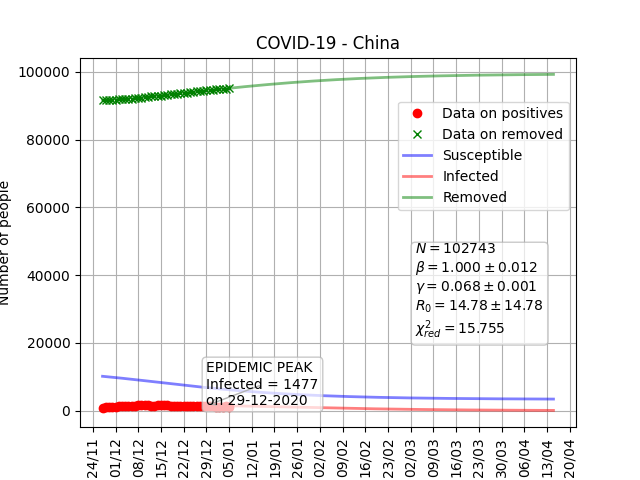 COVID-19 - China
Number of people
100000
80000
60000
40000
20000
0
Data on positives
Data on removed
Susceptible
Infected
Removed
N = 102743
β = 1.000 ± 0.012
γ = 0.068 ± 0.001
R₀ = 14.78 ± 14.78
χ²red = 15.755
EPIDEMIC PEAK
Infected = 1477
on 29-12-2020
24/11 01/12 08/12 15/12 22/12 29/12 05/01 12/01 19/01 26/01 02/02 09/02 16/02 23/02 02/03 09/03 16/03 23/03 30/03 06/04 13/04 20/04